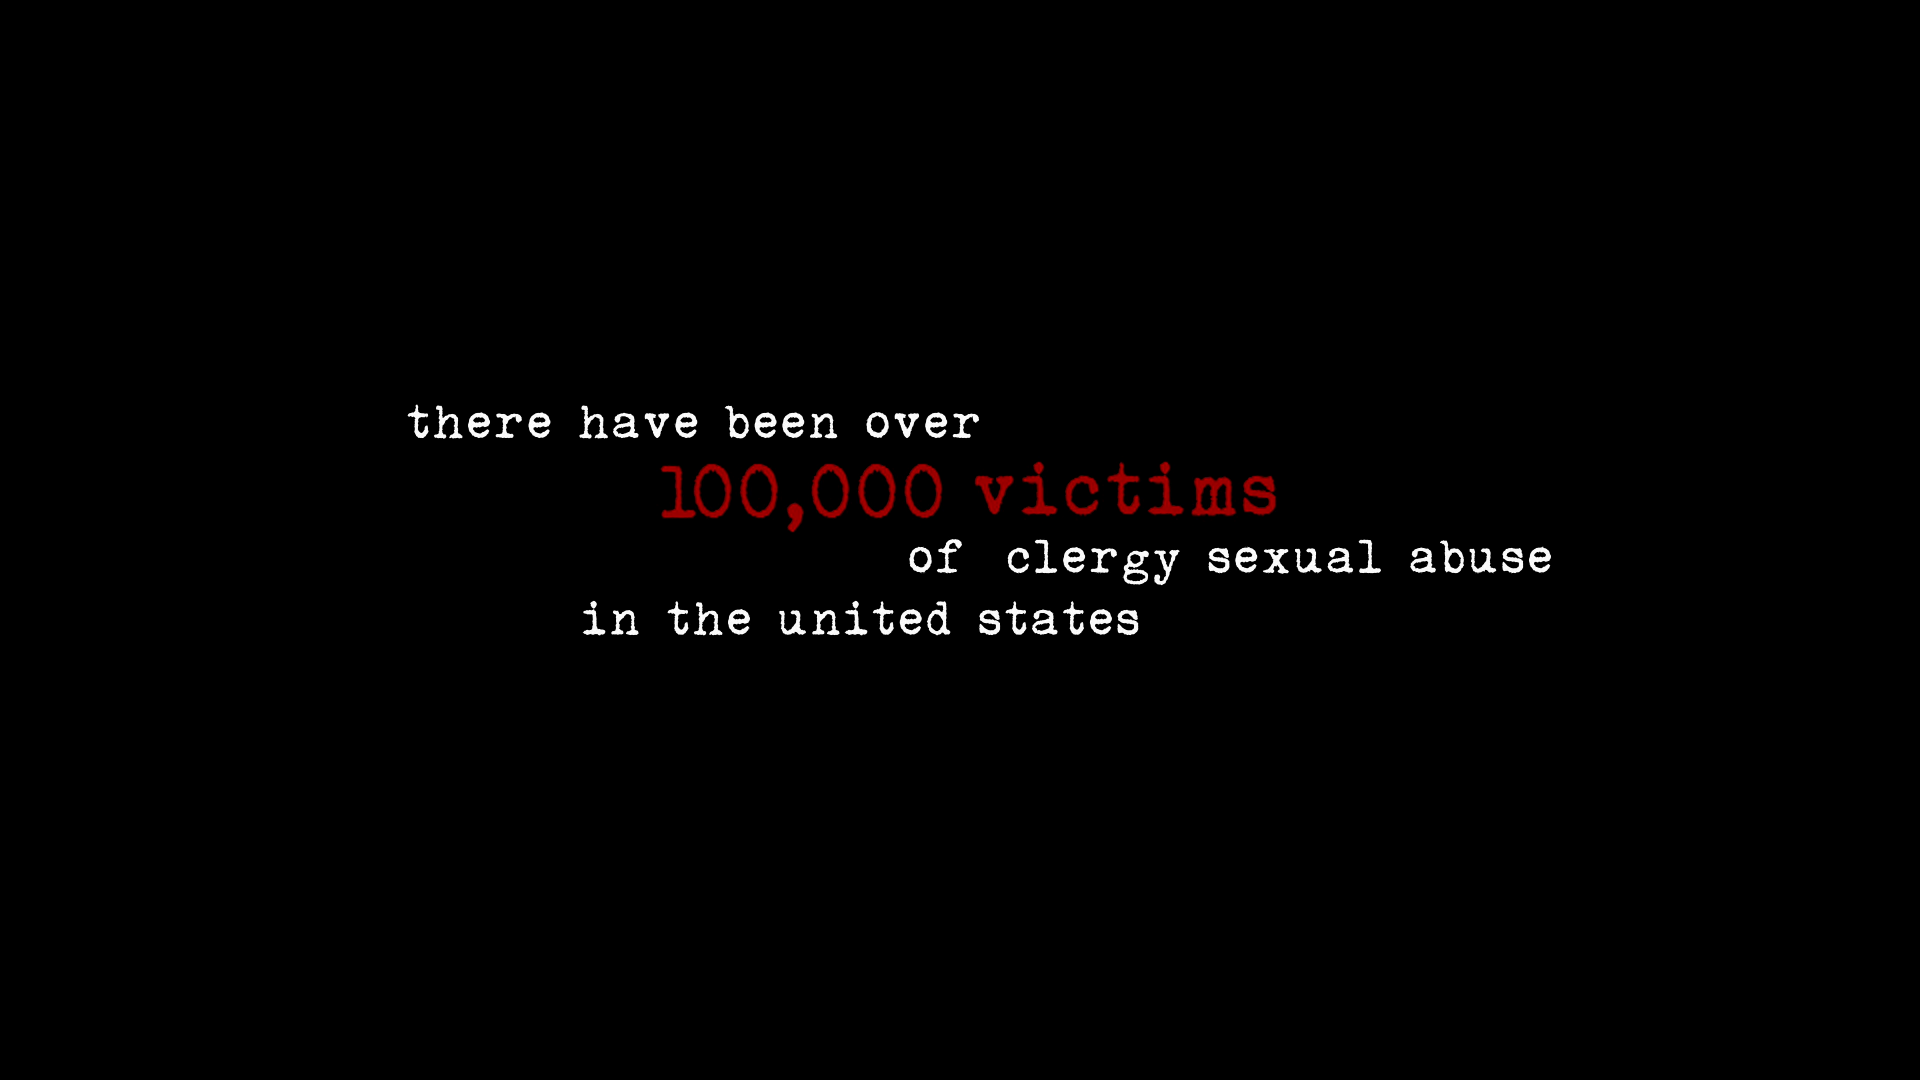 there have been over
100,000 victims
of clergy sexual abuse
in the united states